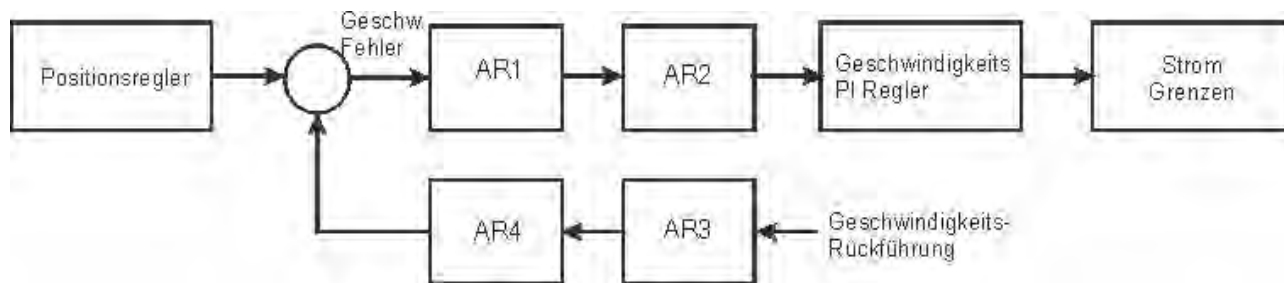 Positionsregler
Geschw.
Fehler
AR1
AR2
Geschwindigkeits
PI Regler
Strom
Grenzen
AR4
AR3
Geschwindigkeits-
Rückführung